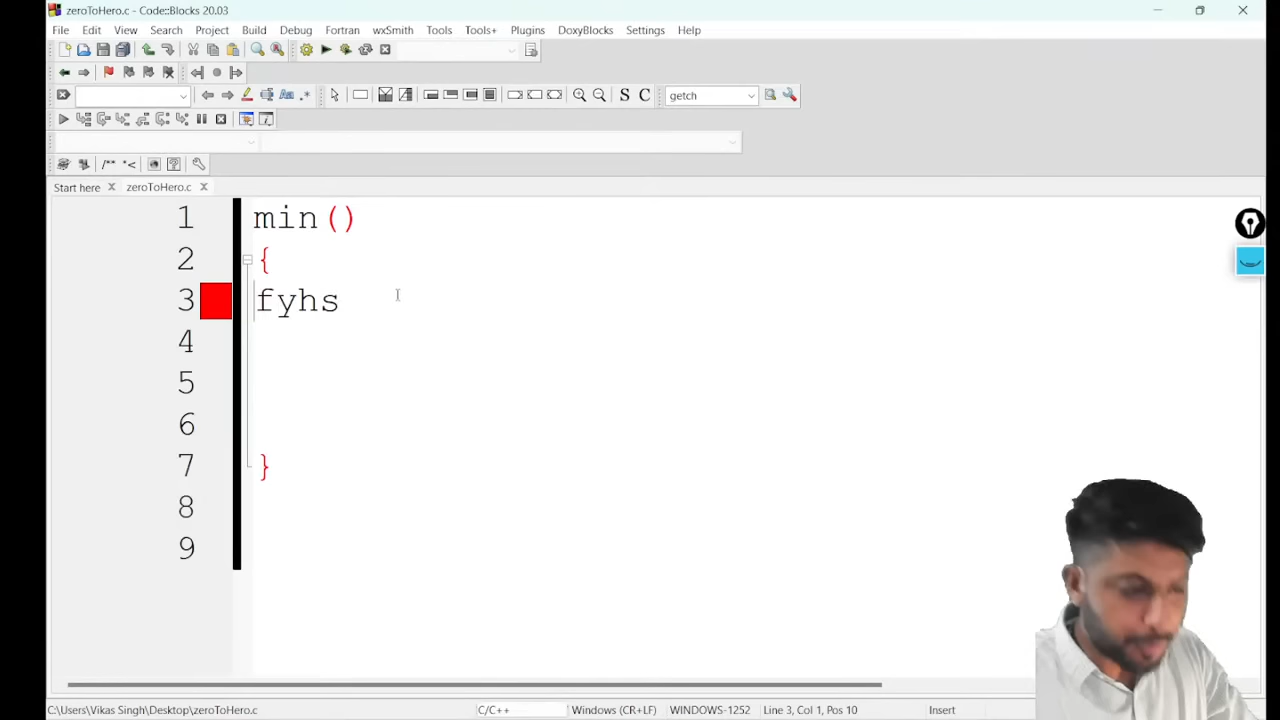 zeroToHero.c - Code::Blocks 20.03
File Edit View Search Project Build Debug Fortran wxSmith Tools Tools+ Plugins DoxyBlocks Settings Help
S C getch
/** *<
Start here zeroToHero.c
1 min()
2 {
3 fyhs
4
5
6
7 }
8
9
C:\Users\Vikas Singh\Desktop\zeroToHero.c C/C++ Windows (CR+LF) WINDOWS-1252 Line 3, Col 1, Pos 10 Insert